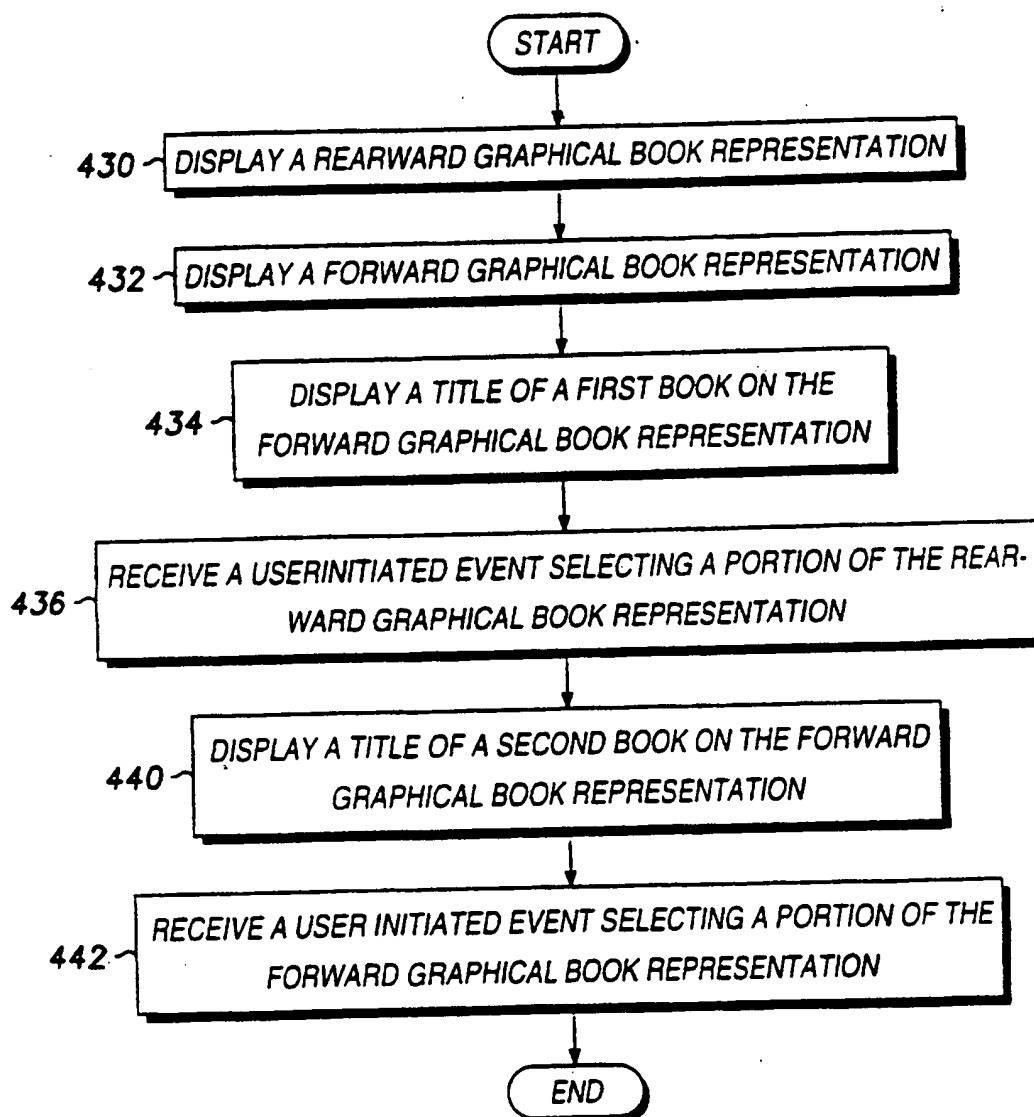 START
430 DISPLAY A REARWARD GRAPHICAL BOOK REPRESENTATION
432 DISPLAY A FORWARD GRAPHICAL BOOK REPRESENTATION
434 DISPLAY A TITLE OF A FIRST BOOK ON THE
FORWARD GRAPHICAL BOOK REPRESENTATION
436 RECEIVE A USERINITIATED EVENT SELECTING A PORTION OF THE REAR-
WARD GRAPHICAL BOOK REPRESENTATION
440 DISPLAY A TITLE OF A SECOND BOOK ON THE FORWARD
GRAPHICAL BOOK REPRESENTATION
442 RECEIVE A USER INITIATED EVENT SELECTING A PORTION OF THE
FORWARD GRAPHICAL BOOK REPRESENTATION
END